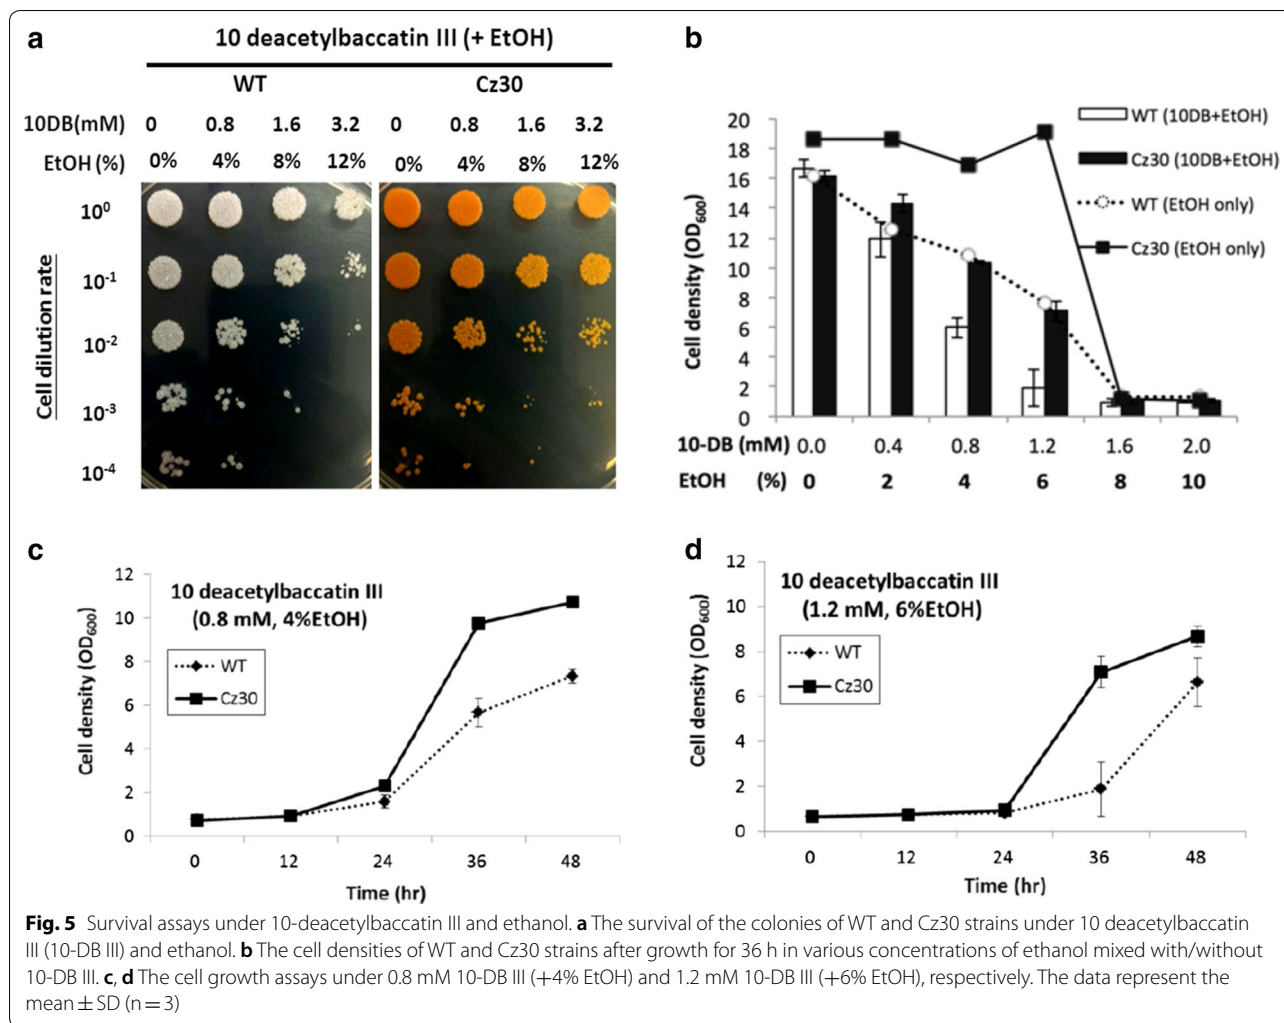 a
10 deacetylbaccatin III (+ EtOH)
WT Cz30
10DB(mM) 0 0.8 1.6 3.2 0 0.8 1.6 3.2
EtOH (%) 0% 4% 8% 12% 0% 4% 8% 12%
Cell dilution rate
10⁰
10⁻¹
10⁻²
10⁻³
10⁻⁴
b
WT (10DB+EtOH)
Cz30 (10DB+EtOH)
WT (EtOH only)
Cz30 (EtOH only)
Cell density (OD₆₀₀)
20
18
16
14
12
10
8
6
4
2
0
10-DB (mM) 0.0 0.4 0.8 1.2 1.6 2.0
EtOH (%) 0 2 4 6 8 10
c
10 deacetylbaccatin III
(0.8 mM, 4%EtOH)
WT
Cz30
Cell density (OD₆₀₀)
12
10
8
6
4
2
0
0 12 24 36 48
Time (hr)
d
10 deacetylbaccatin III
(1.2 mM, 6%EtOH)
WT
Cz30
Cell density (OD₆₀₀)
12
10
8
6
4
2
0
0 12 24 36 48
Time (hr)
Fig. 5 Survival assays under 10-deacetylbaccatin III and ethanol. a The survival of the colonies of WT and Cz30 strains under 10 deacetylbaccatin
III (10-DB III) and ethanol. b The cell densities of WT and Cz30 strains after growth for 36 h in various concentrations of ethanol mixed with/without
10-DB III. c, d The cell growth assays under 0.8 mM 10-DB III (+4% EtOH) and 1.2 mM 10-DB III (+6% EtOH), respectively. The data represent the
mean ± SD (n = 3)